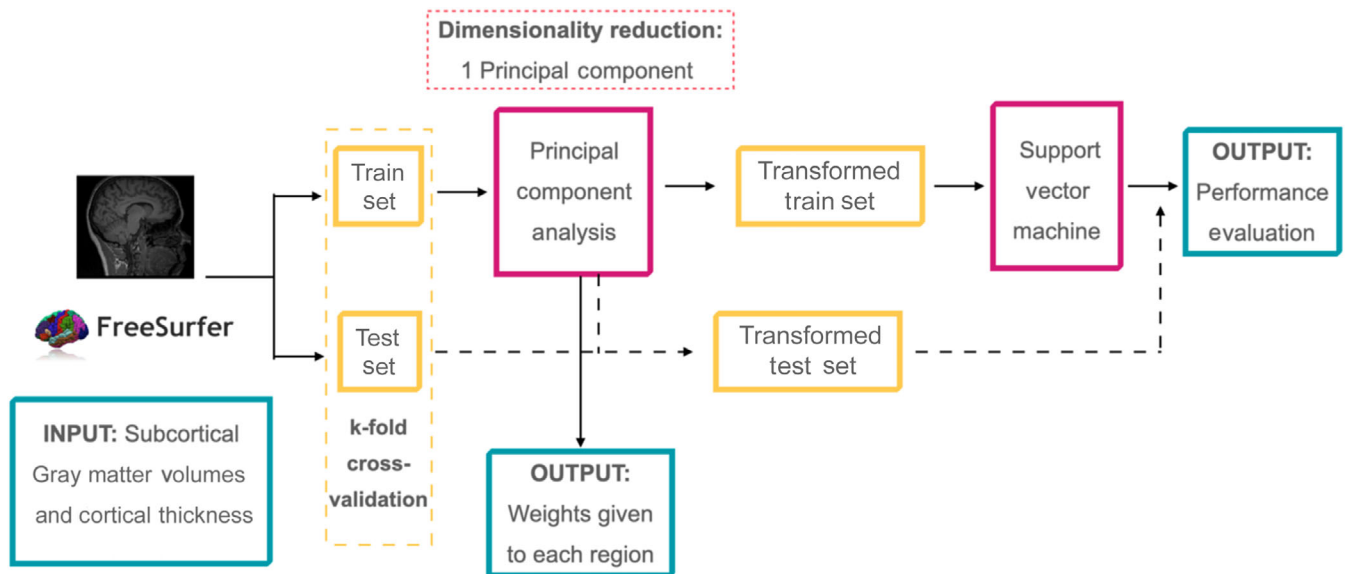 Dimensionality reduction:
1 Principal component
Train
set
Principal
component
analysis
Transformed
train set
Support
vector
machine
OUTPUT:
Performance
evaluation
FreeSurfer
Test
set
Transformed
test set
INPUT: Subcortical
Gray matter volumes
and cortical thickness
k-fold
cross-
validation
OUTPUT:
Weights given
to each region